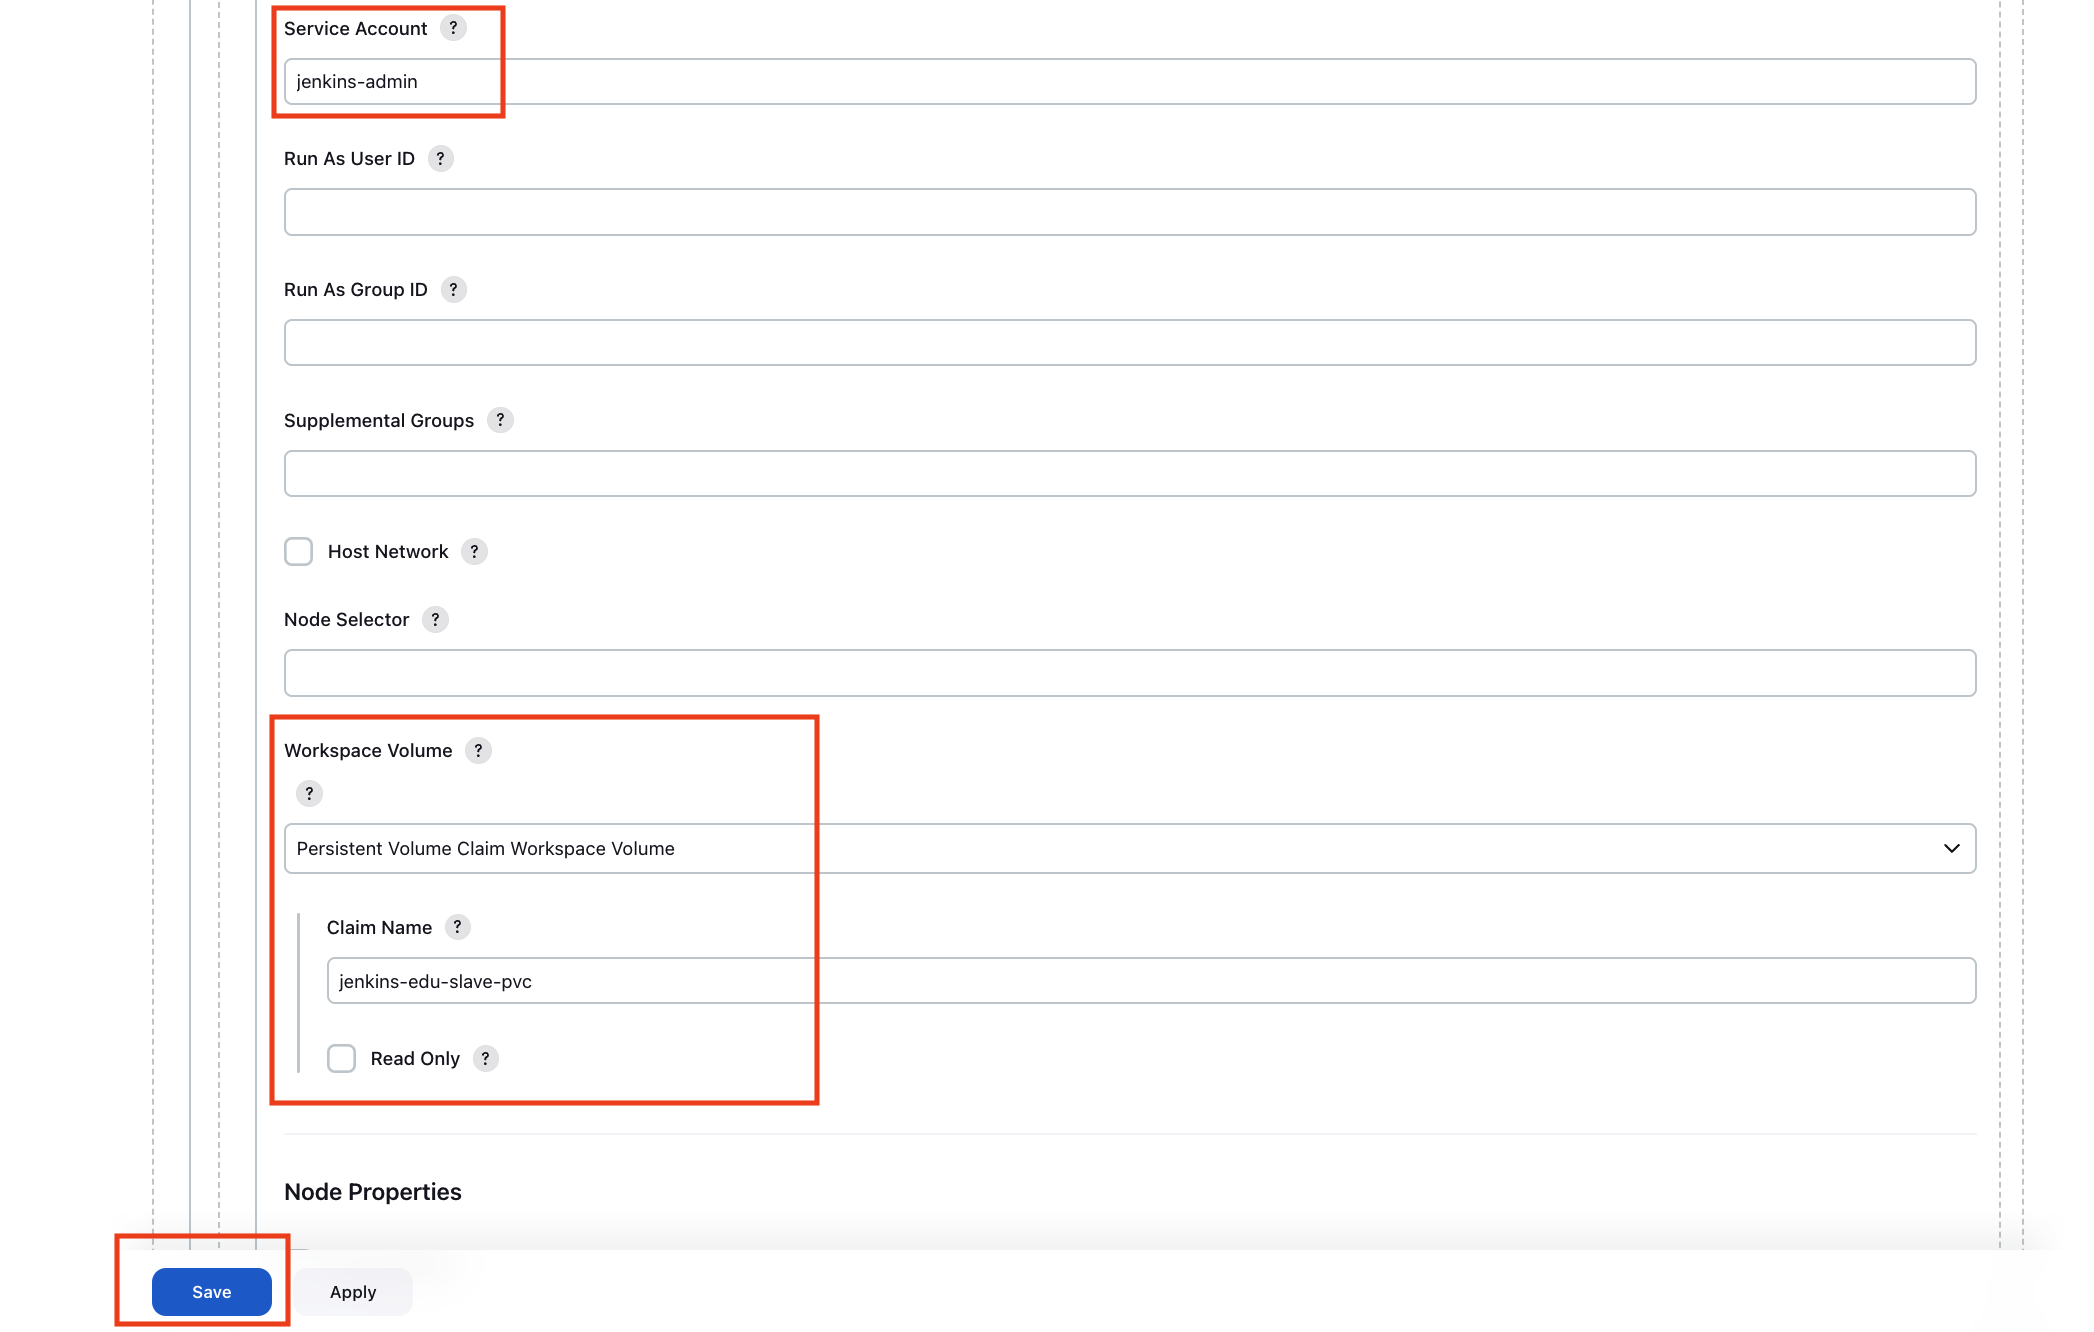 Service Account ?
jenkins-admin
Run As User ID ?
Run As Group ID ?
Supplemental Groups ?
Host Network ?
Node Selector ?
Workspace Volume ?
?
Persistent Volume Claim Workspace Volume
Claim Name ?
jenkins-edu-slave-pvc
Read Only ?
Node Properties
Save Apply